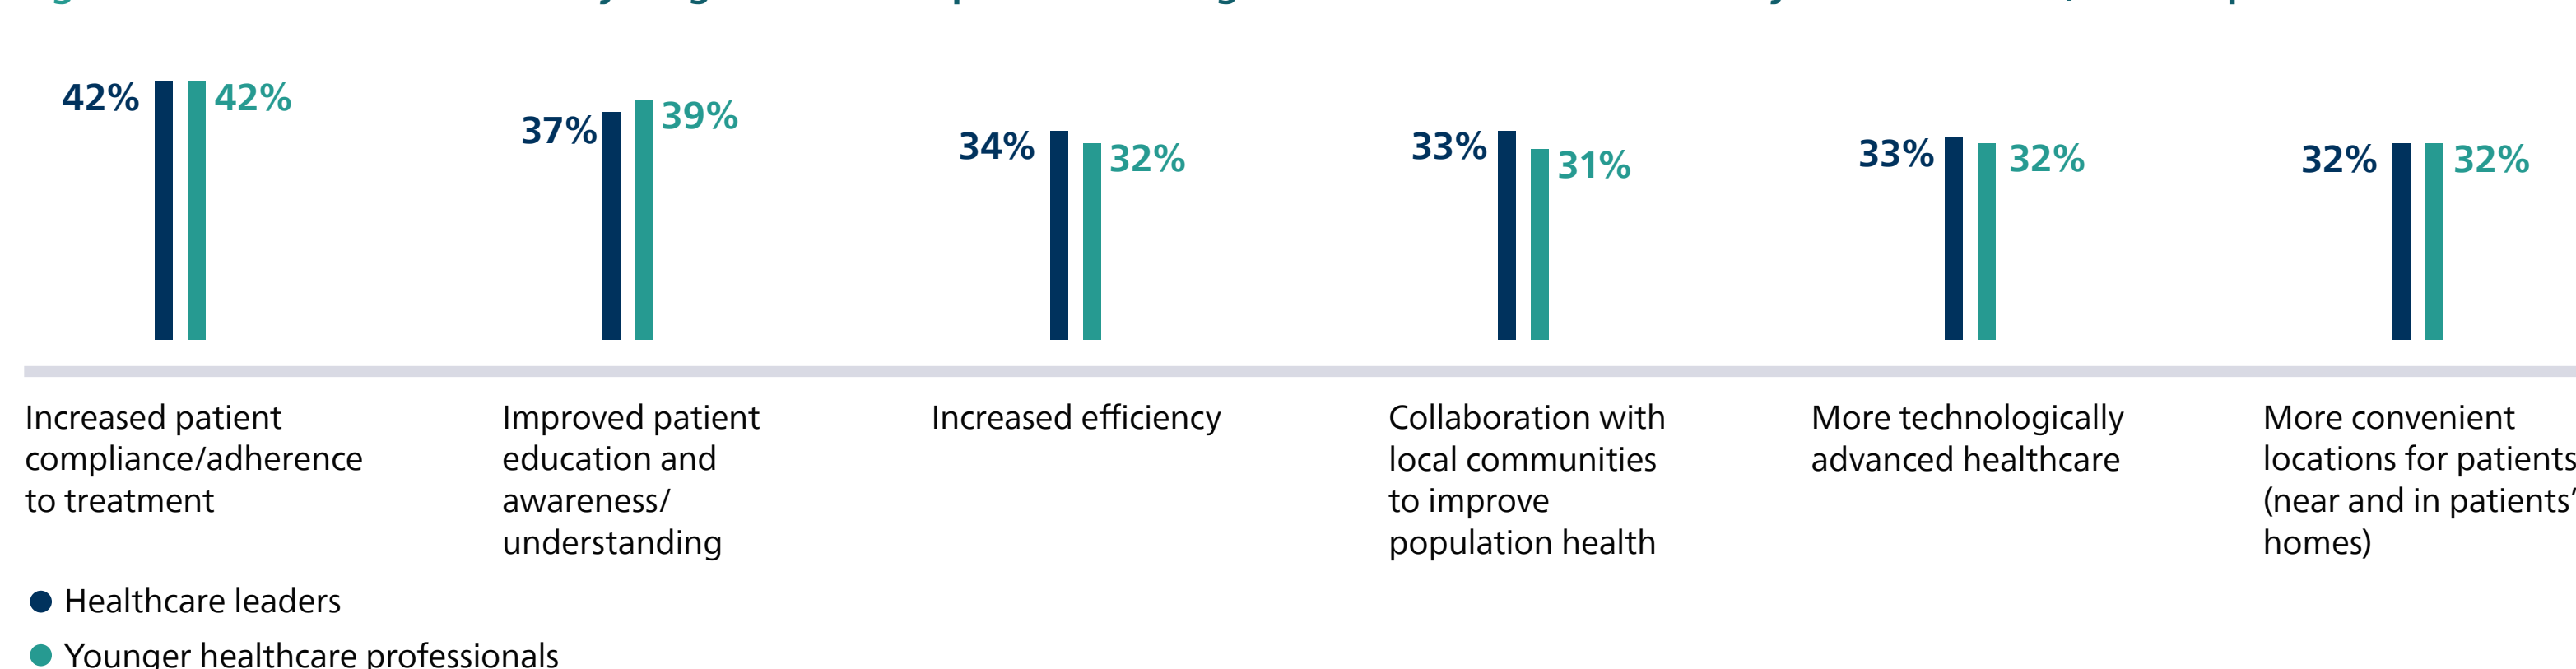 42% 42%
37% 39%
34% 32%
33% 31%
33% 32%
32% 32%
Increased patient
compliance/adherence
to treatment
Improved patient
education and
awareness/
understanding
Increased efficiency
Collaboration with
local communities
to improve
population health
More technologically
advanced healthcare
More convenient
locations for patients
(near and in patients'
homes)
Healthcare leaders
Younger healthcare professionals